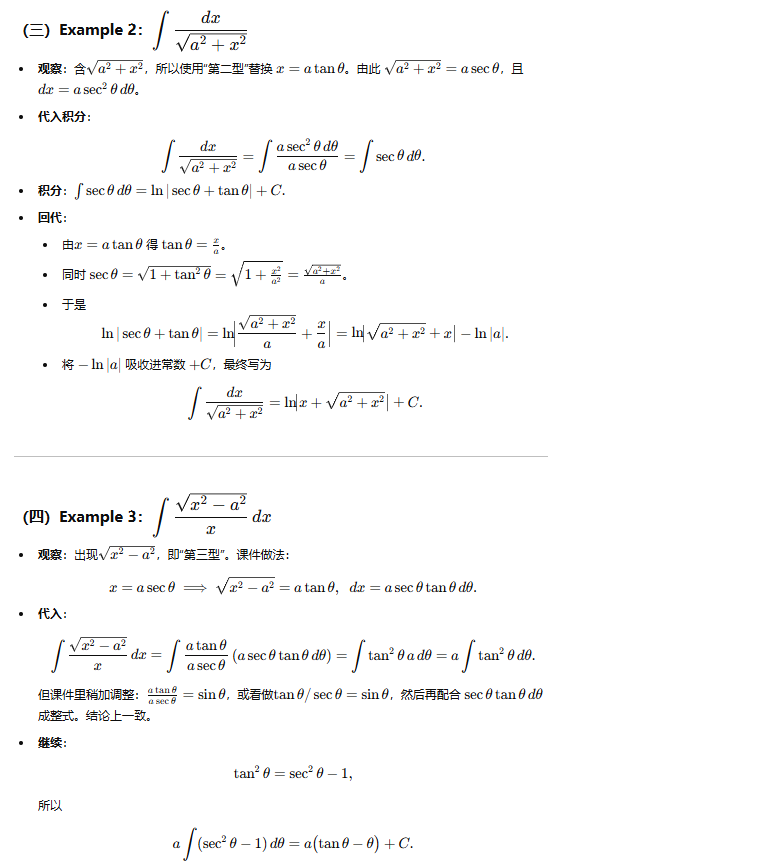 (三) Example 2: ∫ dx / √(a² + x²)
• 观察：含√(a² + x²)，所以使用“第二型”替换 x = a tan θ。由此 √(a² + x²) = a sec θ，且
dx = a sec² θ dθ。
• 代入积分：
∫ dx / √(a² + x²) = ∫ a sec² θ dθ / a sec θ = ∫ sec θ dθ.
• 积分：∫ sec θ dθ = ln | sec θ + tan θ| + C.
• 回代：
• 由x = a tan θ 得 tan θ = x/a。
• 同时 sec θ = √(1 + tan² θ) = √(1 + x²/a²) = √(a²+x²)/a。
• 于是
ln | sec θ + tan θ| = ln|√(a² + x²)/a + x/a| = ln|√(a² + x²) + x| − ln |a|.
• 将 − ln |a| 吸收进常数 +C，最终写为
∫ dx / √(a² + x²) = ln|x + √(a² + x²)| + C.
(四) Example 3: ∫ √(x² − a²) / x dx
• 观察：出现√(x² − a²)，即“第三型”。课件做法：
x = a sec θ ⟹ √(x² − a²) = a tan θ, dx = a sec θ tan θ dθ.
• 代入：
∫ √(x² − a²) / x dx = ∫ a tan θ / a sec θ (a sec θ tan θ dθ) = ∫ tan² θ a dθ = a ∫ tan² θ dθ.
但课件里稍加调整：a tan θ / a sec θ = sin θ，或看做tan θ/ sec θ = sin θ，然后再配合 sec θ tan θ dθ
成整式。结论上一致。
• 继续：
tan² θ = sec² θ − 1,
所以
a ∫(sec² θ − 1) dθ = a(tan θ − θ) + C.